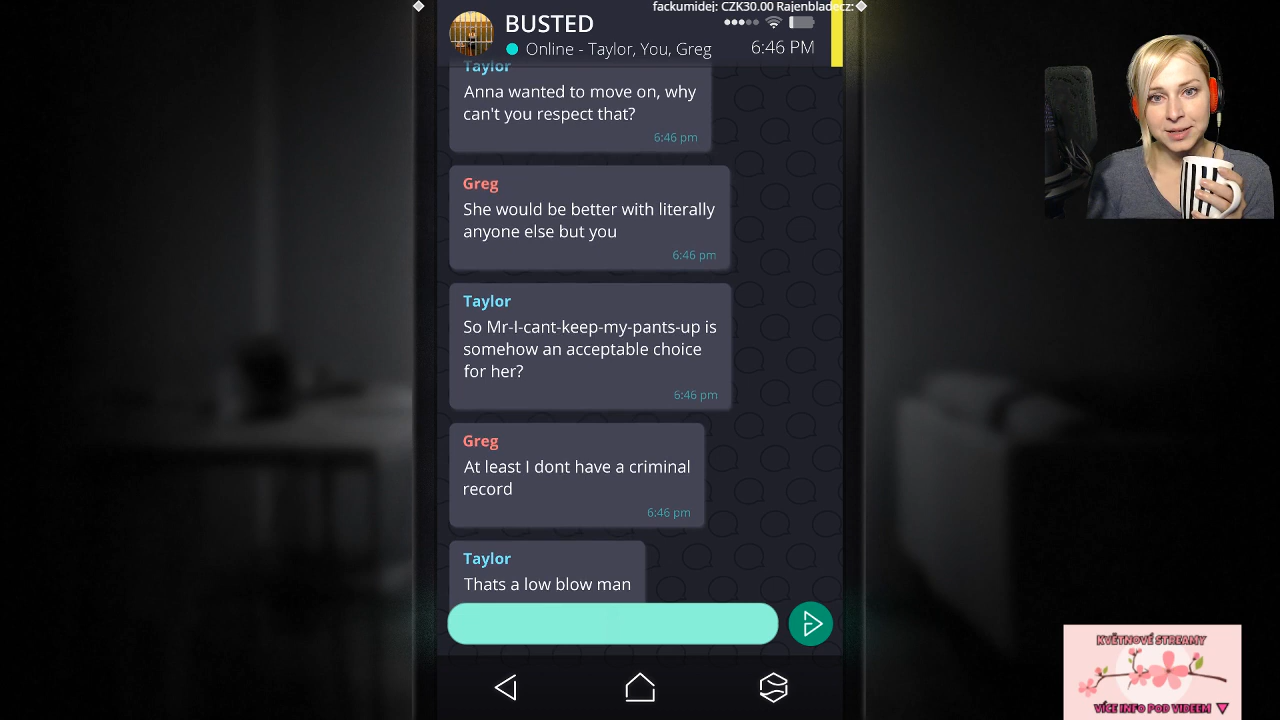 fackumidej: CZK30.00 Rajenbladecz:
BUSTED
Online - Taylor, You, Greg
6:46 PM
Taylor
Anna wanted to move on, why
can't you respect that?
6:46 pm
Greg
She would be better with literally
anyone else but you
6:46 pm
Taylor
So Mr-I-cant-keep-my-pants-up is
somehow an acceptable choice
for her?
6:46 pm
Greg
At least I dont have a criminal
record
6:46 pm
Taylor
Thats a low blow man
KVĚTNOVÉ STREAMY
VÍCE INFO POD VIDEEM